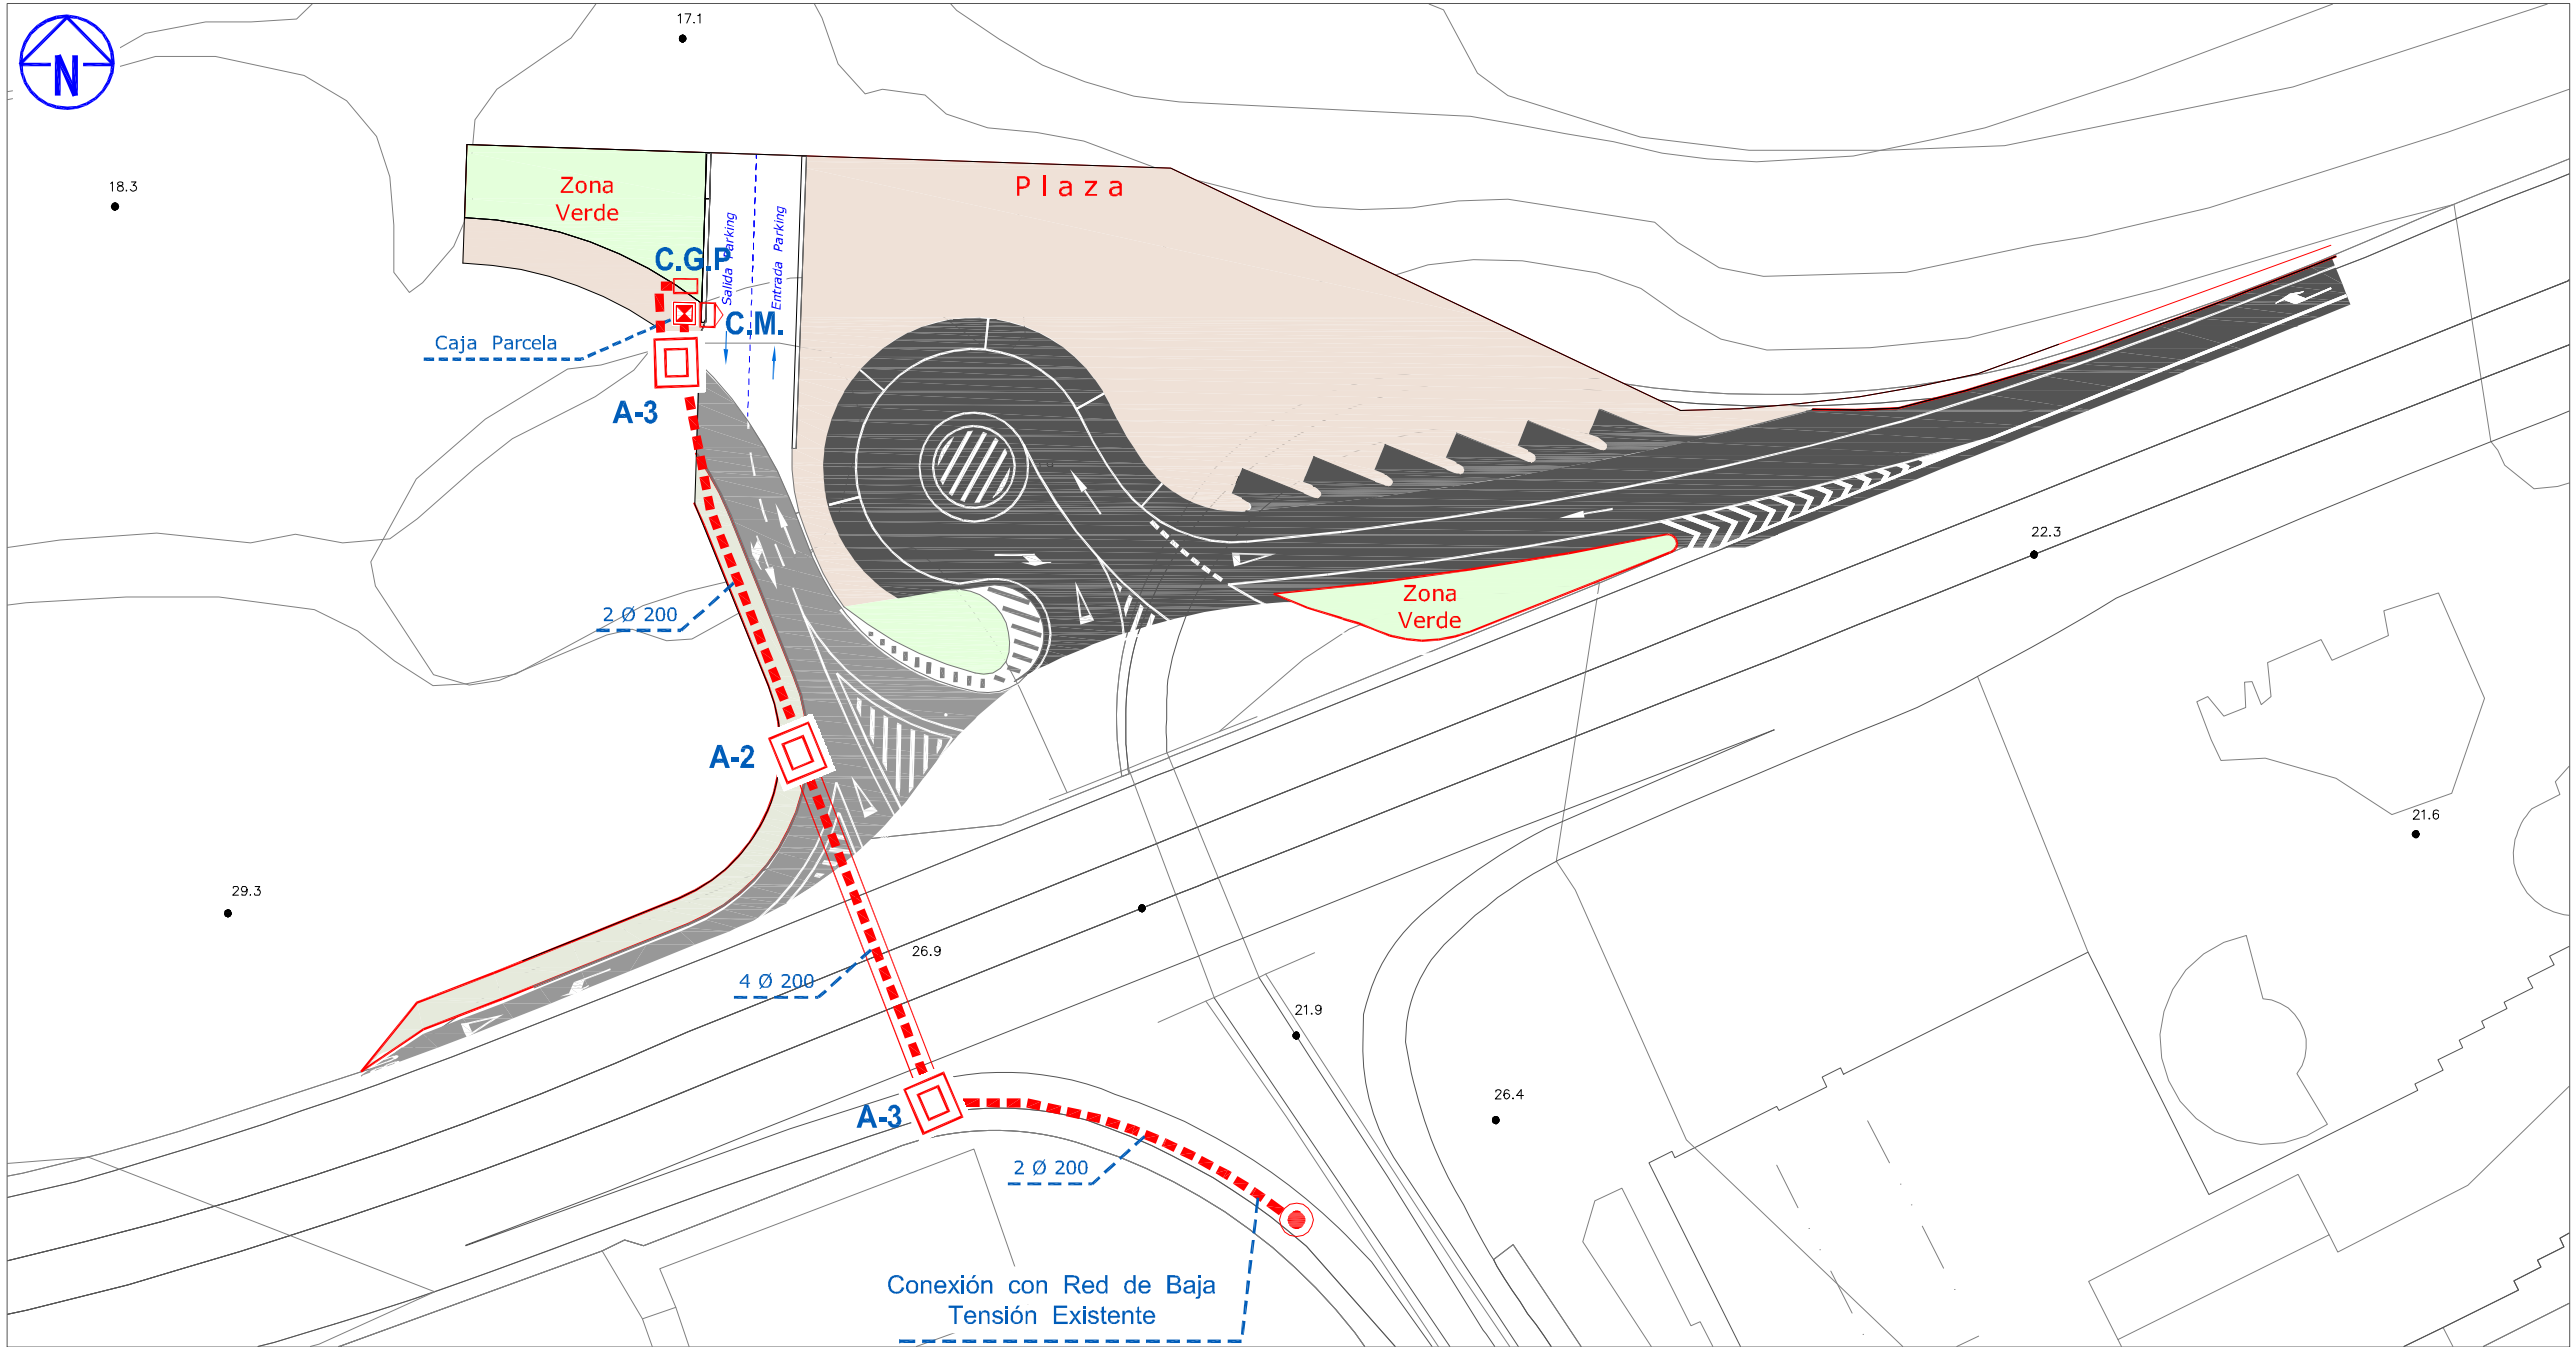 17.1
N
18.3
Zona
Verde
Plaza
Salida Parking
Entrada Parking
C.G.P
C.M.
Caja Parcela
A-3
22.3
Zona
Verde
2 Ø 200
A-2
21.6
29.3
26.9
4 Ø 200
21.9
26.4
A-3
2 Ø 200
Conexión con Red de Baja
Tensión Existente